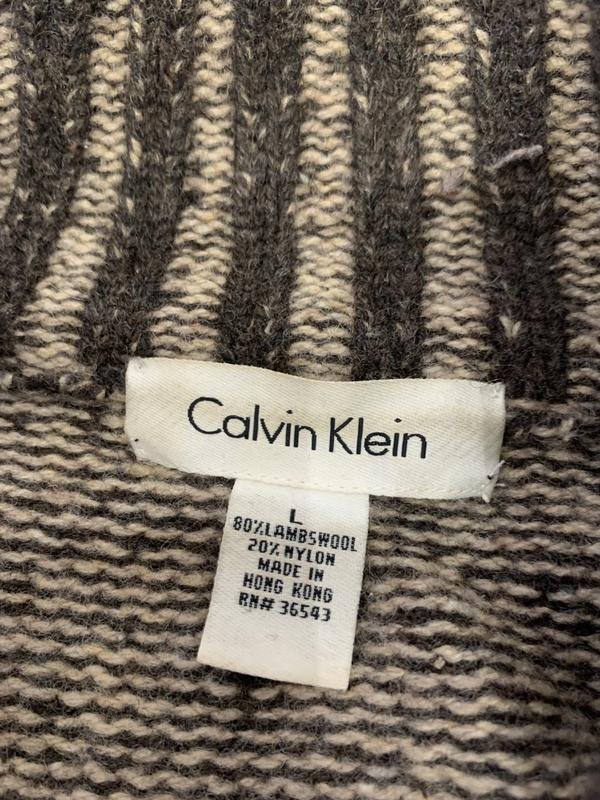 Calvin Klein
L
80% LAMBSWOOL
20% NYLON
MADE IN
HONG KONG
RN# 36543